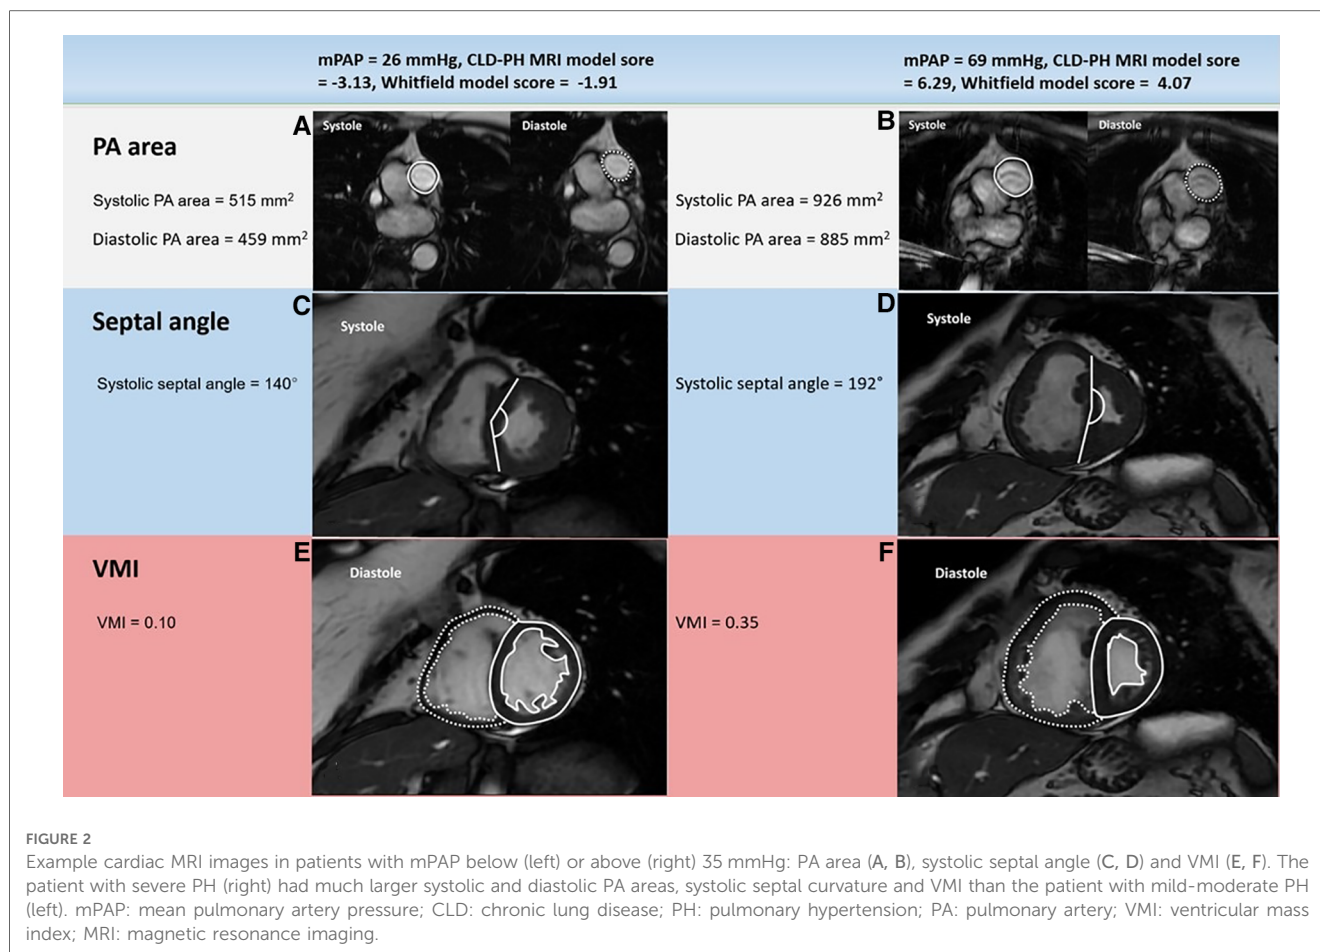 mPAP = 26 mmHg, CLD-PH MRI model sore
= -3.13, Whitfield model score = -1.91
mPAP = 69 mmHg, CLD-PH MRI model sore
= 6.29, Whitfield model score = 4.07
PA area
Systolic PA area = 515 mm²
Diastolic PA area = 459 mm²
A
Systole
Diastole
Systolic PA area = 926 mm²
Diastolic PA area = 885 mm²
B
Systole
Diastole
Septal angle
Systolic septal angle = 140°
C
Systole
Systolic septal angle = 192°
D
Systole
VMI
VMI = 0.10
E
Diastole
VMI = 0.35
F
Diastole
FIGURE 2
Example cardiac MRI images in patients with mPAP below (left) or above (right) 35 mmHg: PA area (A, B), systolic septal angle (C, D) and VMI (E, F). The
patient with severe PH (right) had much larger systolic and diastolic PA areas, systolic septal curvature and VMI than the patient with mild-moderate PH
(left). mPAP: mean pulmonary artery pressure; CLD: chronic lung disease; PH: pulmonary hypertension; PA: pulmonary artery; VMI: ventricular mass
index; MRI: magnetic resonance imaging.